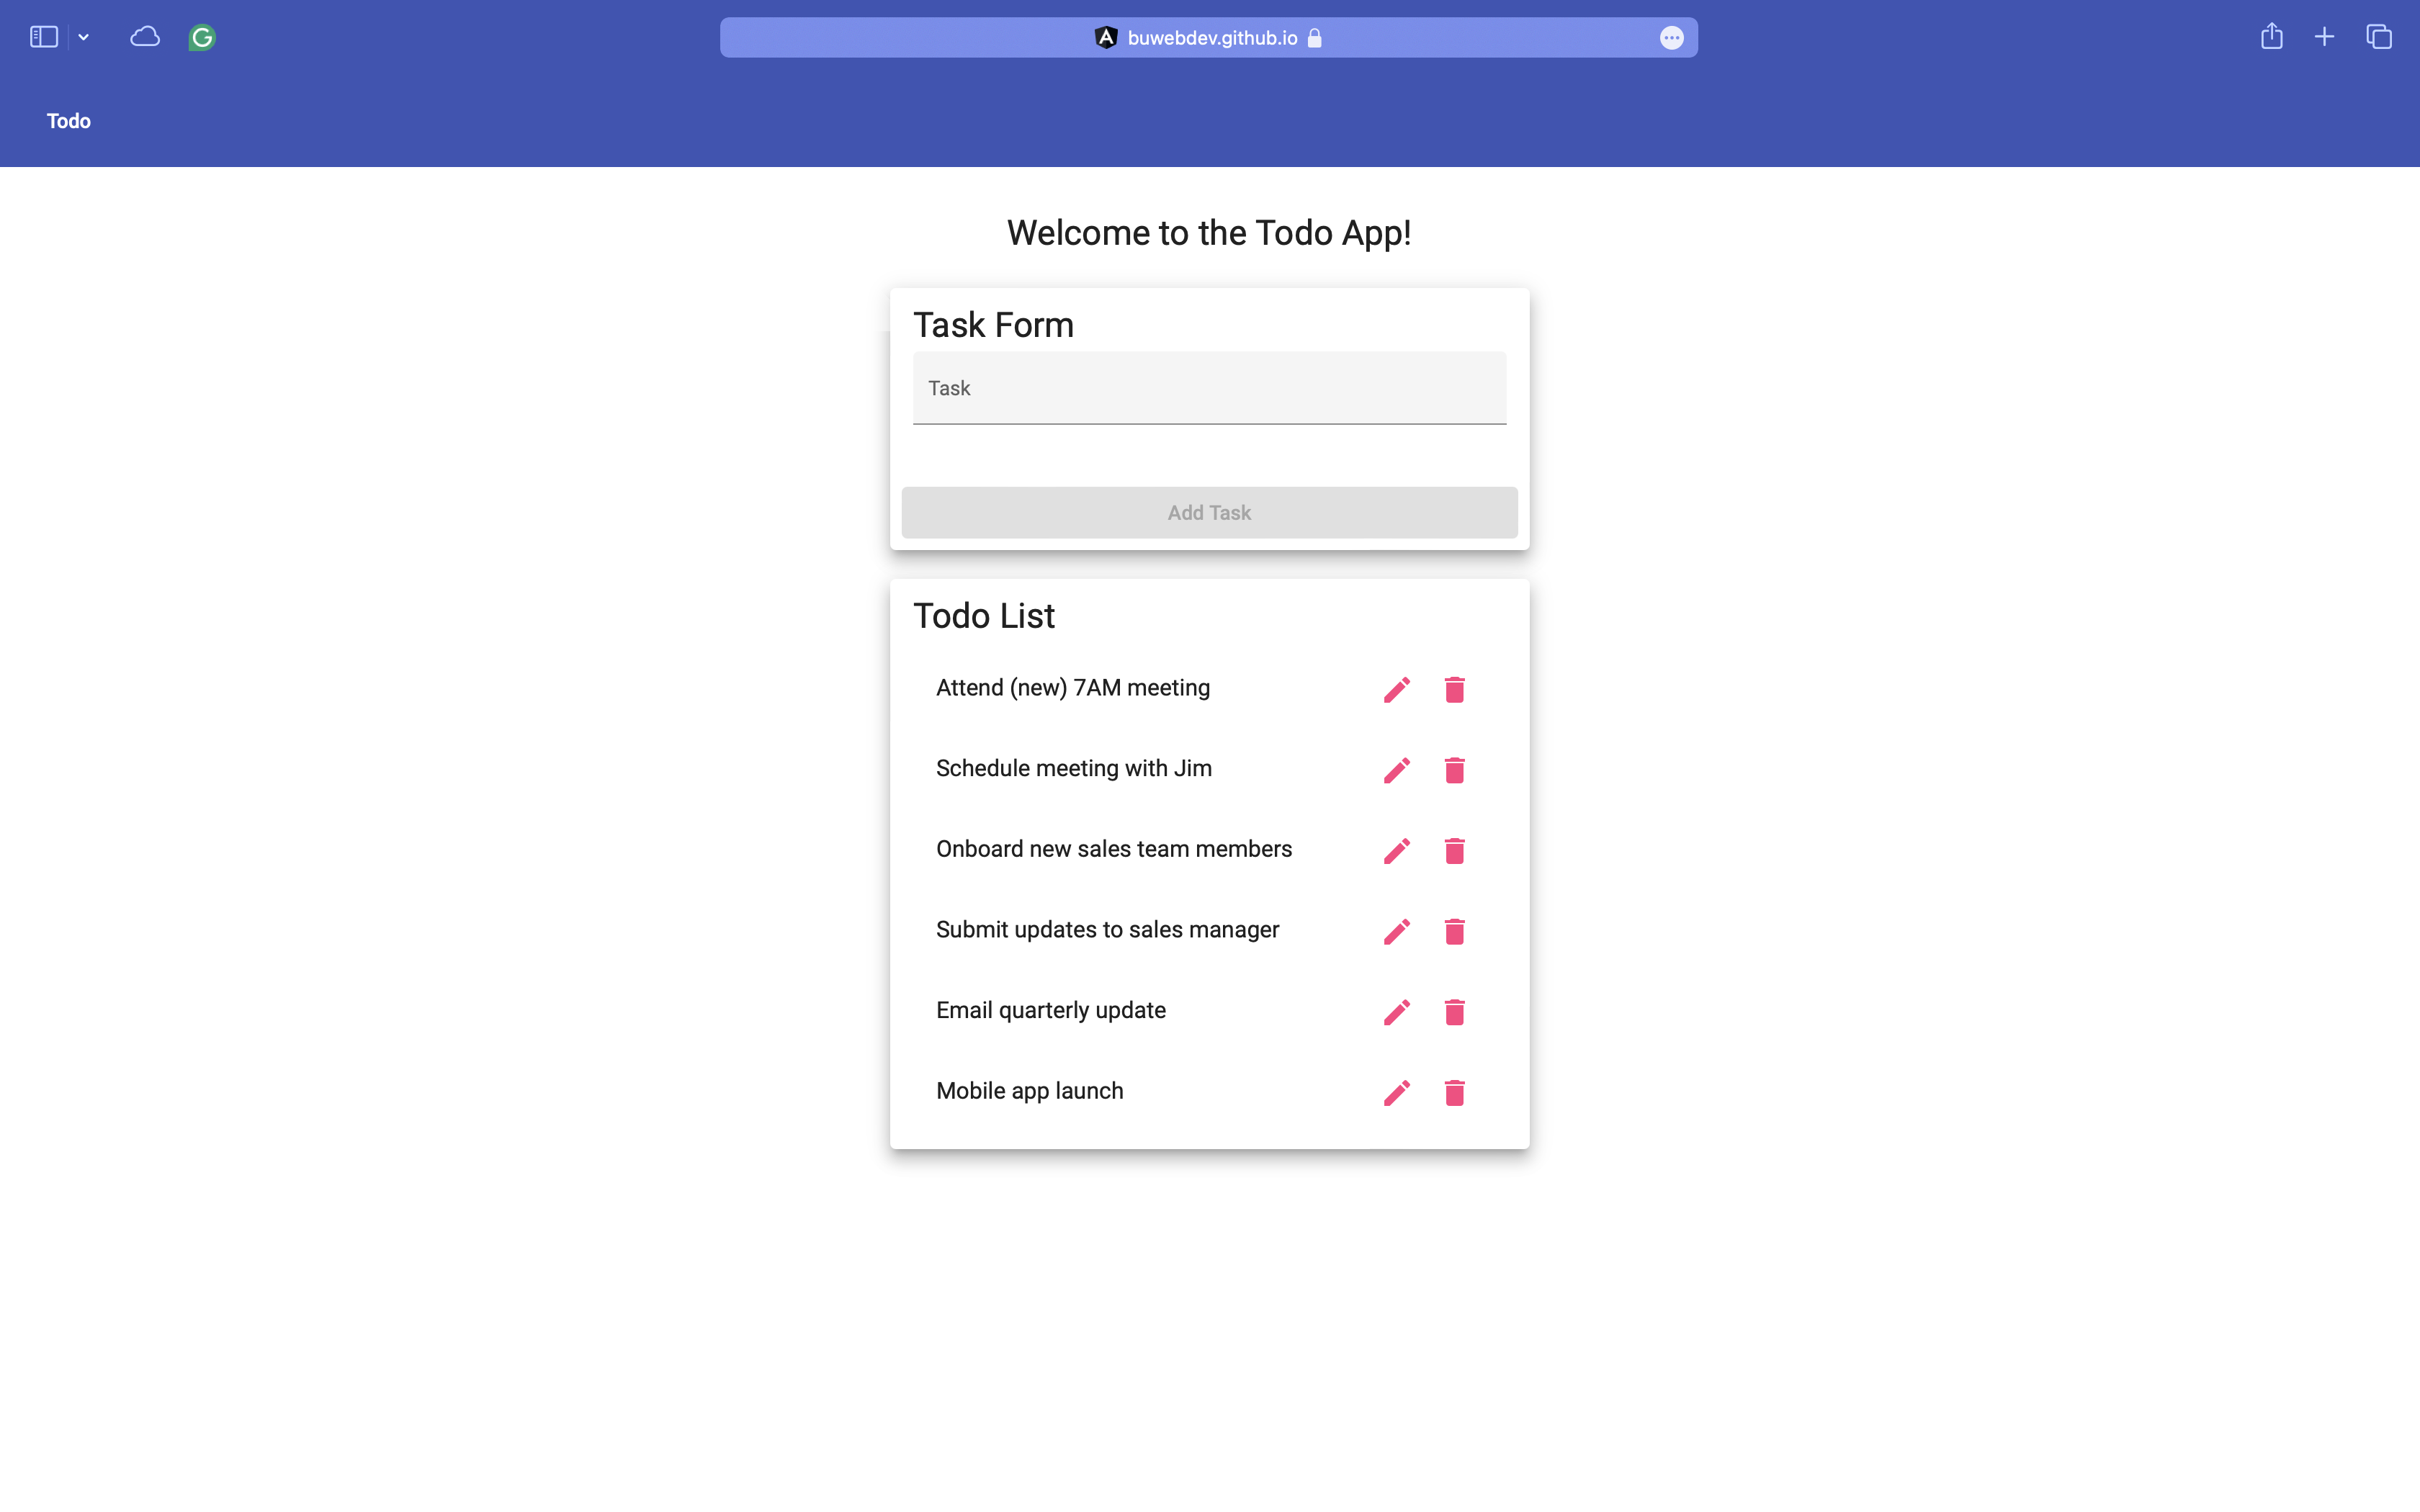 buwebdev.github.io
Todo
Welcome to the Todo App!
Task Form
Task
Add Task
Todo List
Attend (new) 7AM meeting
Schedule meeting with Jim
Onboard new sales team members
Submit updates to sales manager
Email quarterly update
Mobile app launch